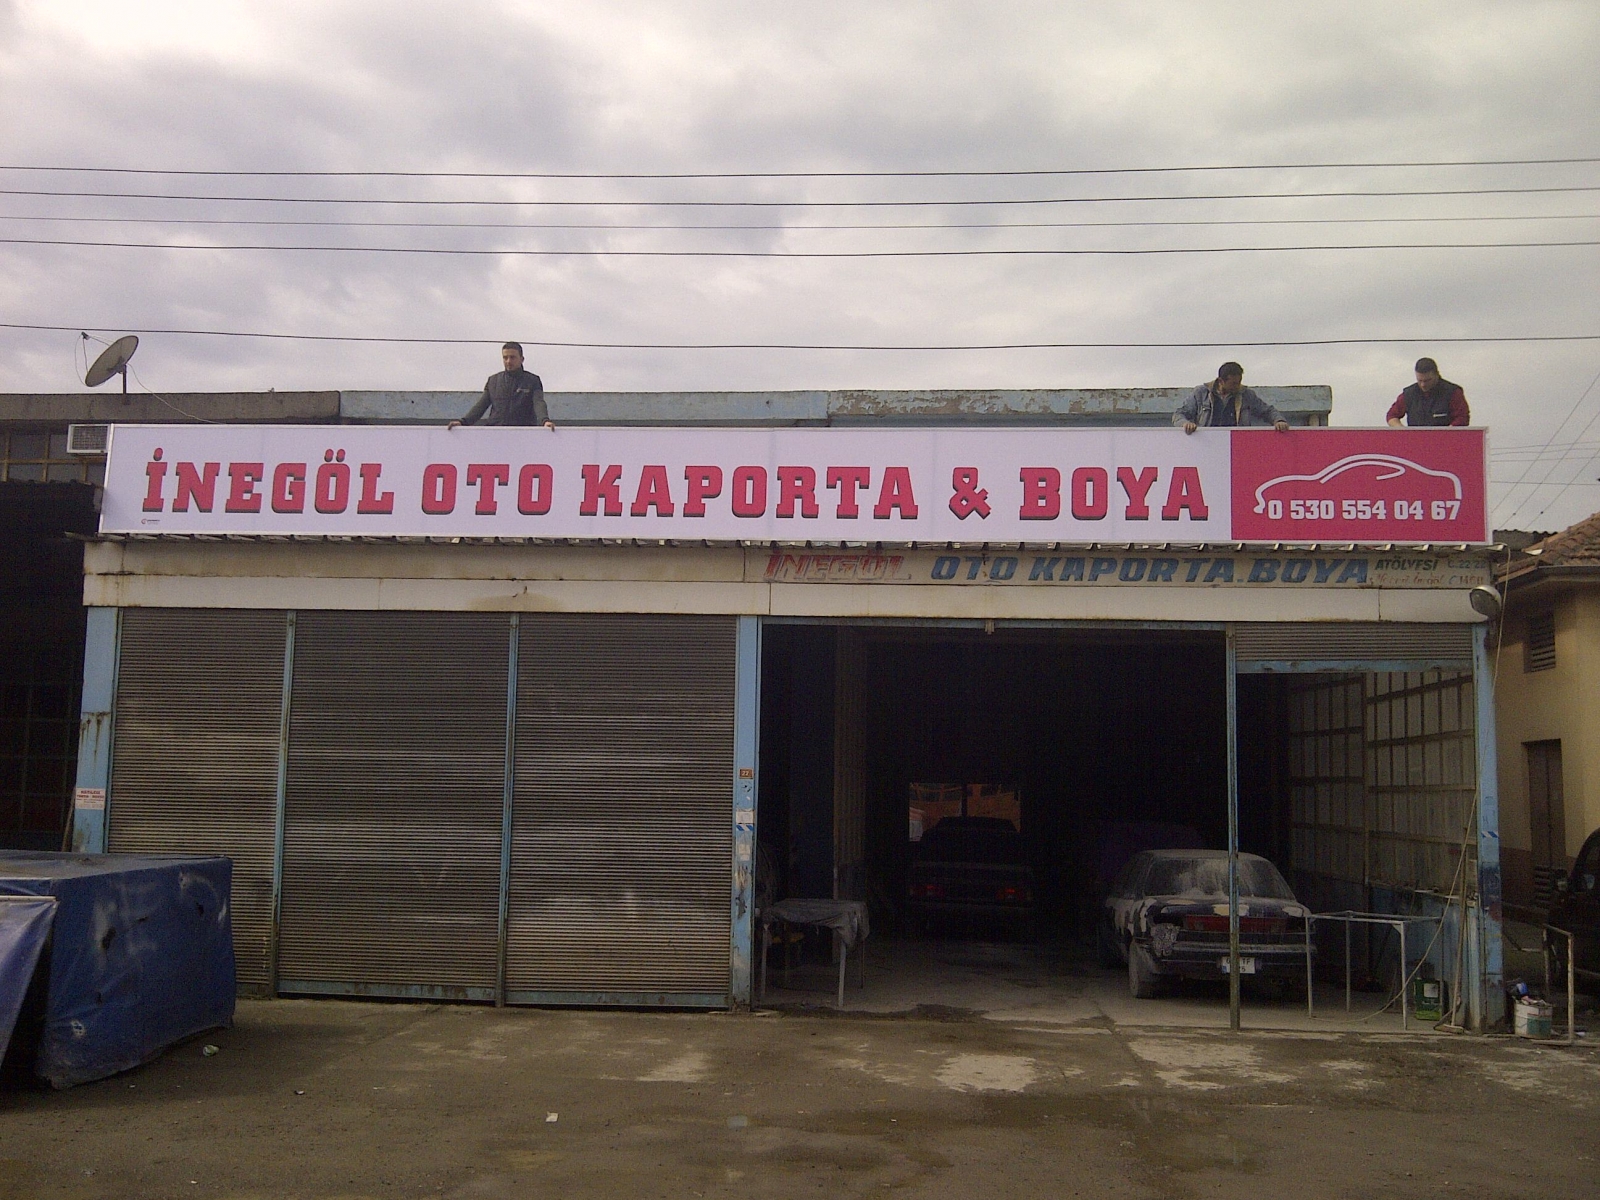 İNEGÖL OTO KAPORTA & BOYA
0 530 554 04 67
İNEGÖL OTO KAPORTA BOYA ATÖLYESİ